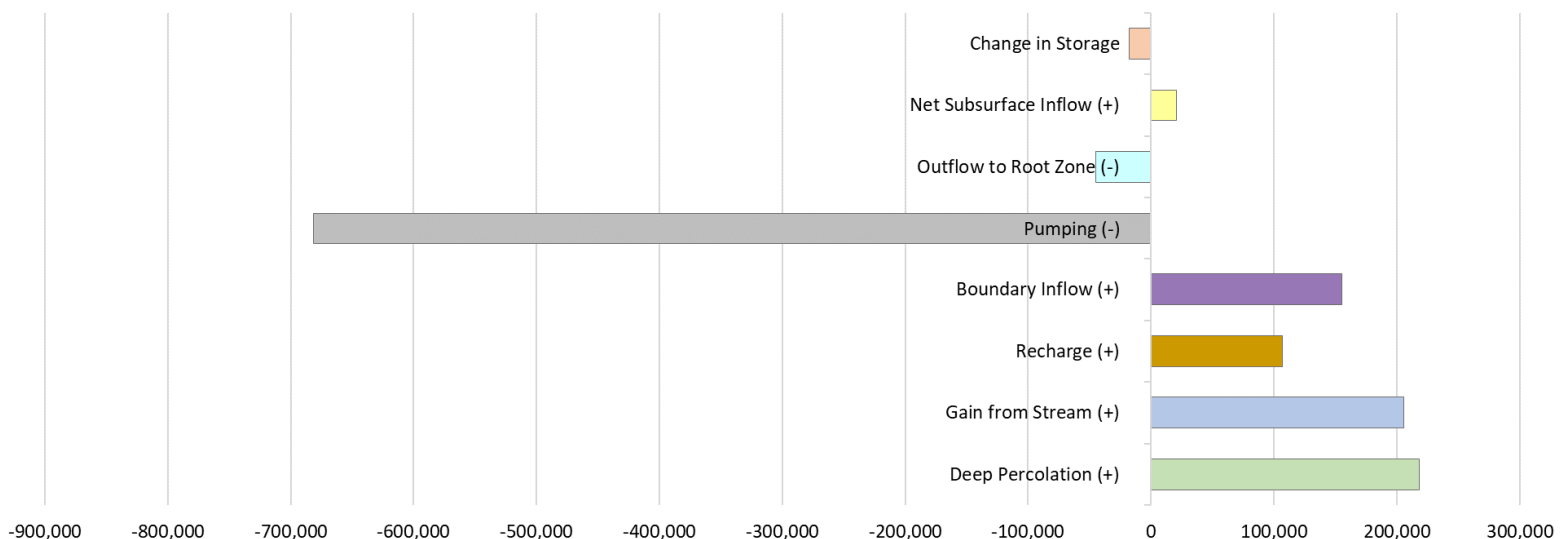 Change in Storage
Net Subsurface Inflow (+)
Outflow to Root Zone (-)
Pumping (-)
Boundary Inflow (+)
Recharge (+)
Gain from Stream (+)
Deep Percolation (+)
-900,000 -800,000 -700,000 -600,000 -500,000 -400,000 -300,000 -200,000 -100,000 0 100,000 200,000 300,000